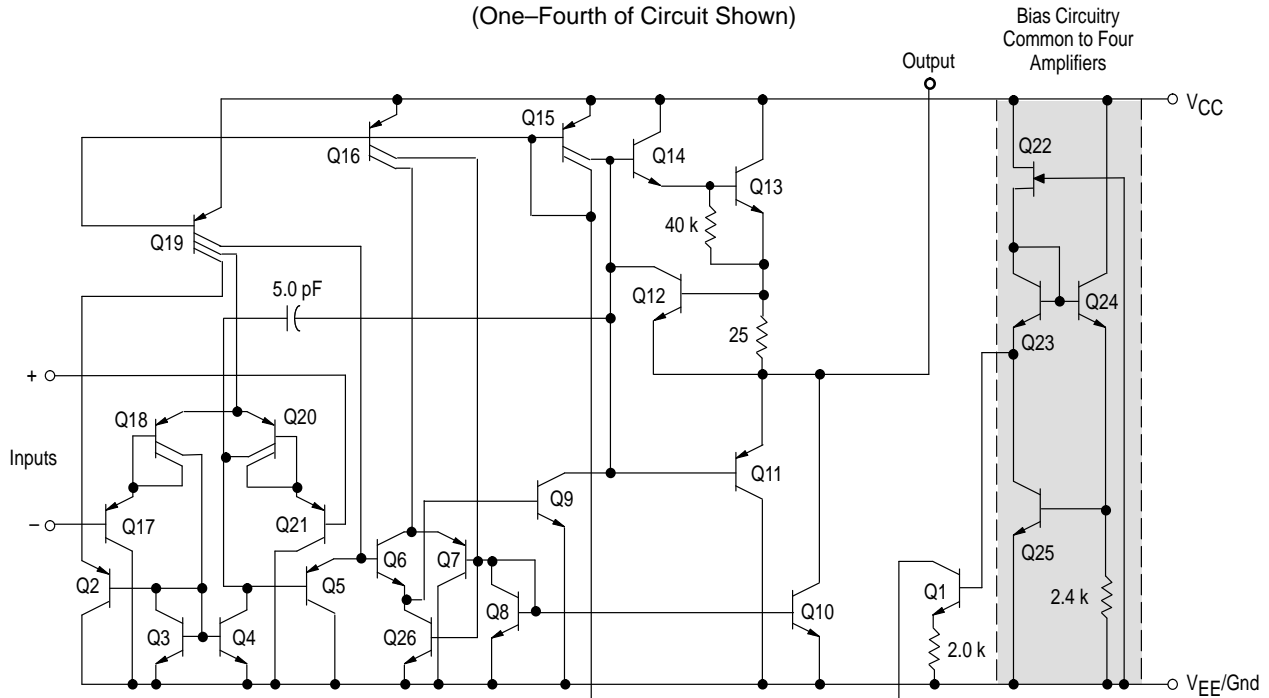 (One–Fourth of Circuit Shown)
Bias Circuitry
Common to Four
Amplifiers
Output
VCC
Q15
Q22
Q16
Q14
Q13
40 k
Q19
5.0 pF
Q12
Q24
25
Q23
+
Q18
Q20
Inputs
Q11
Q9
–
Q17
Q21
Q6
Q7
Q25
Q2
Q5
Q1
Q8
Q10
2.4 k
Q3
Q4
Q26
2.0 k
VEE/Gnd